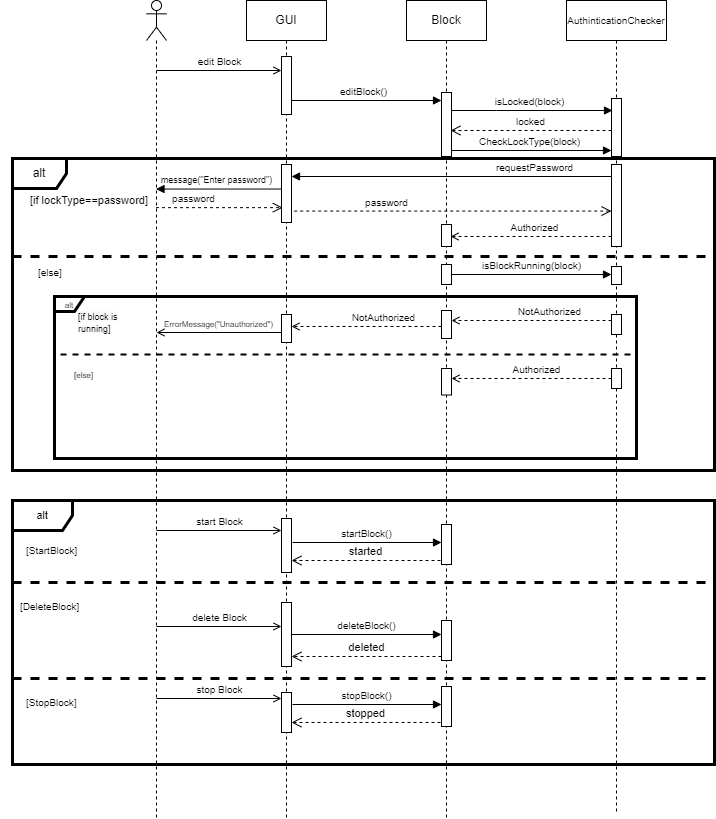 GUI
Block
AuthinticationChecker
edit Block
editBlock()
isLocked(block)
locked
CheckLockType(block)
alt
requestPassword
message("Enter password")
[if lockType==password]
password
password
Authorized
[else]
isBlockRunning(block)
alt
[if block is
running]
ErrorMessage("Unauthorized")
NotAuthorized
NotAuthorized
[else]
Authorized
alt
start Block
startBlock()
[StartBlock]
started
[DeleteBlock]
delete Block
deleteBlock()
deleted
stop Block
stopBlock()
[StopBlock]
stopped